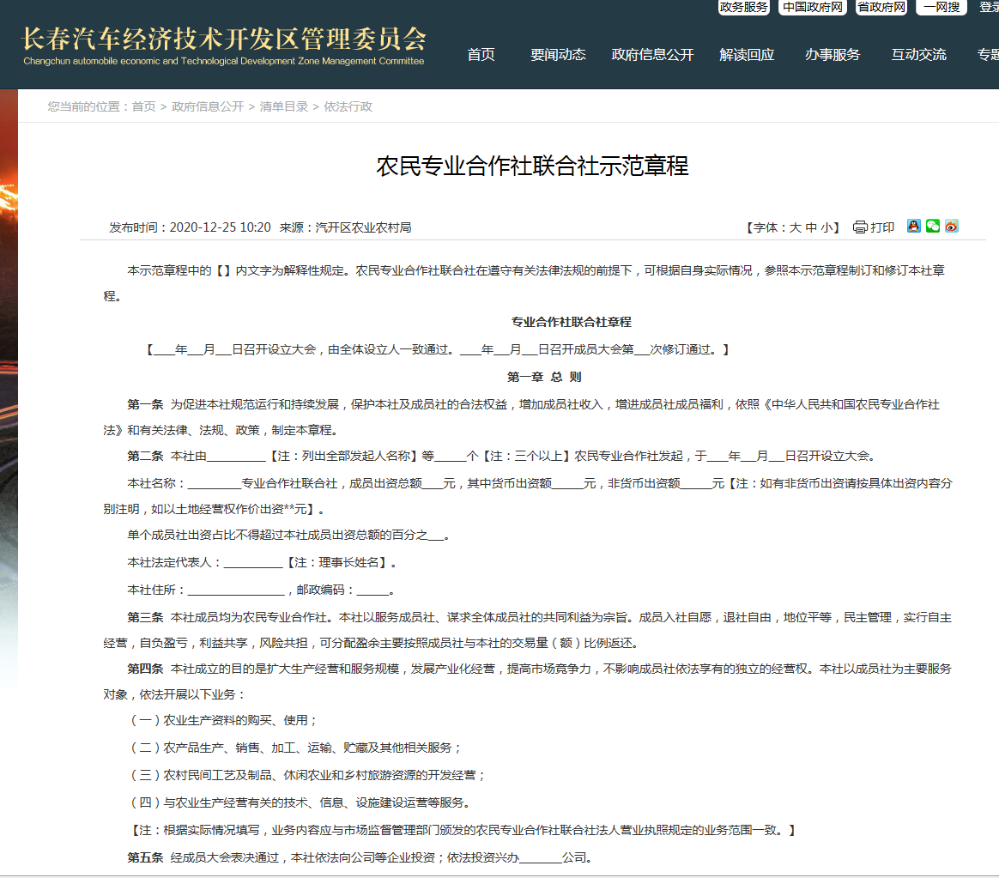 政务服务 中国政府网 省政府网 一网搜 登录
长春汽车经济技术开发区管理委员会
Changchun automobile economic and Technological Development Zone Management Committee
首页 要闻动态 政府信息公开 解读回应 办事服务 互动交流 专题
您当前的位置：首页 > 政府信息公开 > 清单目录 > 依法行政
农民专业合作社联合社示范章程
发布时间：2020-12-25 10:20 来源：汽开区农业农村局 【字体：大 中 小】 打印
本示范章程中的【】内文字为解释性规定。农民专业合作社联合社在遵守有关法律法规的前提下，可根据自身实际情况，参照本示范章程制订和修订本社章
程。
专业合作社联合社章程
【____年___月___日召开设立大会，由全体设立人一致通过。____年___月___日召开成员大会第___次修订通过。】
第一章 总 则
第一条 为促进本社规范运行和持续发展，保护本社及成员社的合法权益，增加成员社收入，增进成员社成员福利，依照《中华人民共和国农民专业合作社
法》和有关法律、法规、政策，制定本章程。
第二条 本社由___________【注：列出全部发起人名称】等______个【注：三个以上】农民专业合作社发起，于____年___月___日召开设立大会。
本社名称：__________专业合作社联合社，成员出资总额____元，其中货币出资额______元，非货币出资额______元【注：如有非货币出资请按具体出资内容分
别注明，如以土地经营权作价出资**元】。
单个成员社出资占比不得超过本社成员出资总额的百分之___。
本社法定代表人：___________【注：理事长姓名】。
本社住所：__________________，邮政编码：______。
第三条 本社成员均为农民专业合作社。本社以服务成员社、谋求全体成员社的共同利益为宗旨。成员入社自愿，退社自由，地位平等，民主管理，实行自主
经营，自负盈亏，利益共享，风险共担，可分配盈余主要按照成员社与本社的交易量（额）比例返还。
第四条 本社成立的目的是扩大生产经营和服务规模，发展产业化经营，提高市场竞争力，不影响成员社依法享有的独立的经营权。本社以成员社为主要服务
对象，依法开展以下业务：
（一）农业生产资料的购买、使用；
（二）农产品生产、销售、加工、运输、贮藏及其他相关服务；
（三）农村民间工艺及制品、休闲农业和乡村旅游资源的开发经营；
（四）与农业生产经营有关的技术、信息、设施建设运营等服务。
【注：根据实际情况填写，业务内容应与市场监督管理部门颁发的农民专业合作社联合社法人营业执照规定的业务范围一致。】
第五条 经成员大会表决通过，本社依法向公司等企业投资；依法投资兴办________公司。